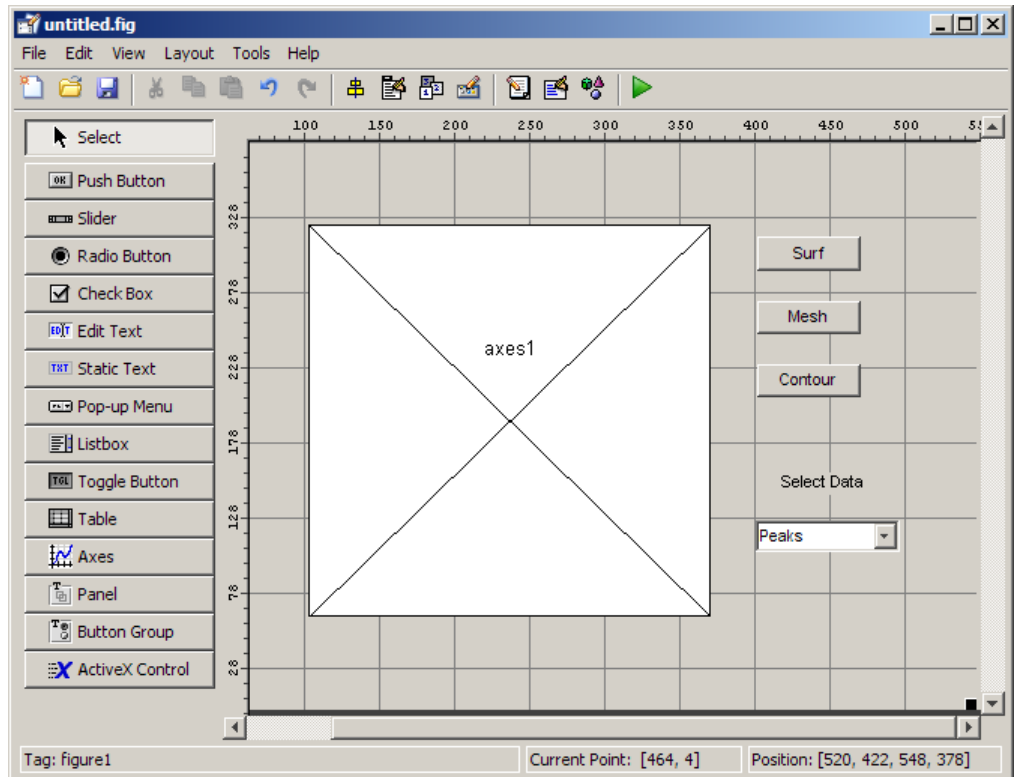 untitled.fig
File Edit View Layout Tools Help
Select
Push Button
Slider
Radio Button
Check Box
Edit Text
Static Text
Pop-up Menu
Listbox
Toggle Button
Table
Axes
Panel
Button Group
ActiveX Control
100 150 200 250 300 350 400 450 500
328
278
228
178
128
78
28
axes1
Surf
Mesh
Contour
Select Data
Peaks
Tag: figure1 Current Point: [464, 4] Position: [520, 422, 548, 378]